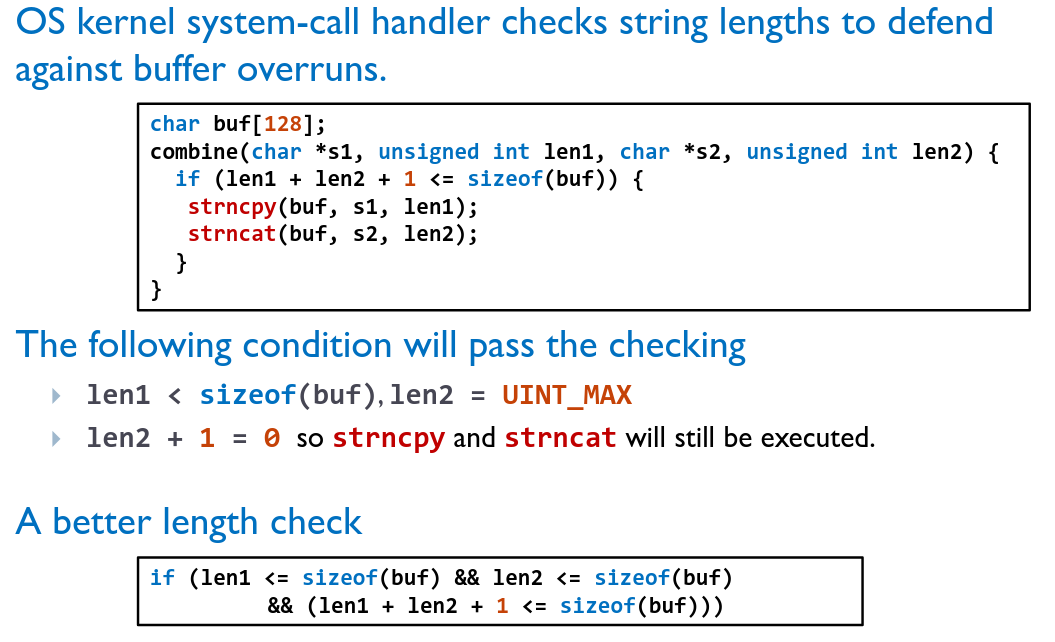 OS kernel system-call handler checks string lengths to defend
against buffer overruns.
char buf[128];
combine(char *s1, unsigned int len1, char *s2, unsigned int len2) {
if (len1 + len2 + 1 <= sizeof(buf)) {
strncpy(buf, s1, len1);
strncat(buf, s2, len2);
}
}
The following condition will pass the checking
len1 < sizeof(buf), len2 = UINT_MAX
len2 + 1 = 0 so strncpy and strncat will still be executed.
A better length check
if (len1 <= sizeof(buf) && len2 <= sizeof(buf)
&& (len1 + len2 + 1 <= sizeof(buf)))